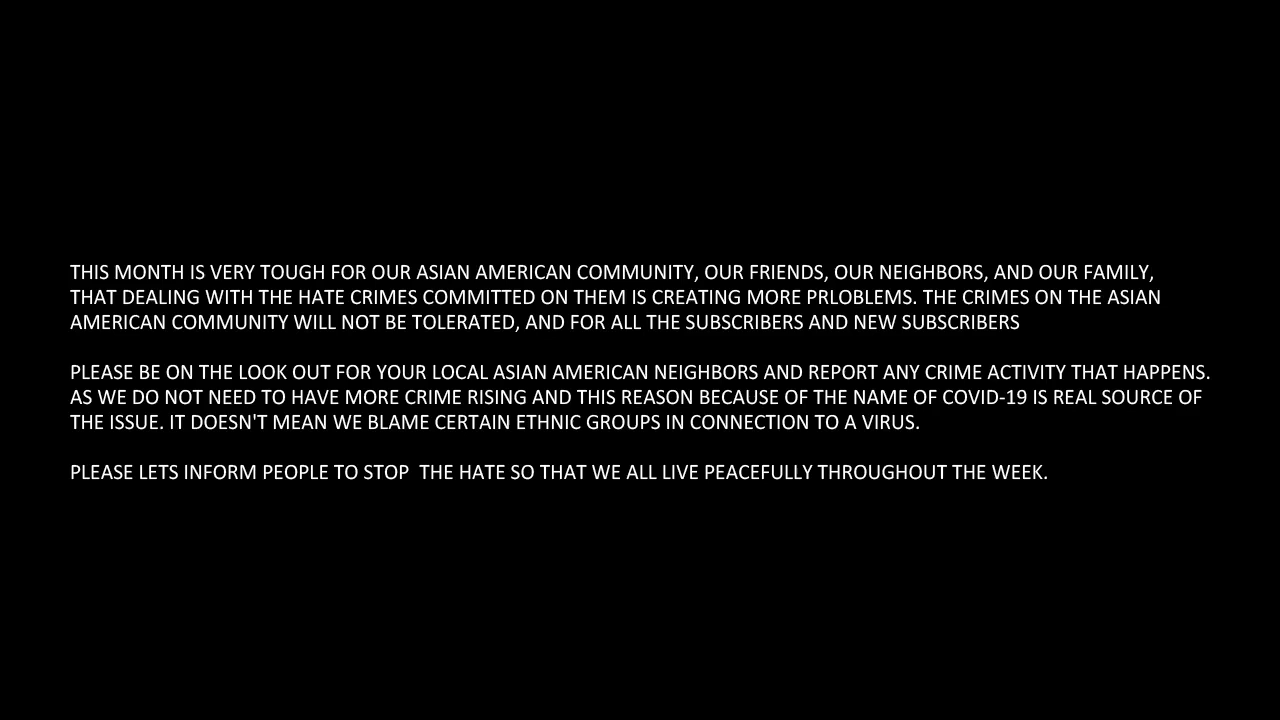 THIS MONTH IS VERY TOUGH FOR OUR ASIAN AMERICAN COMMUNITY, OUR FRIENDS, OUR NEIGHBORS, AND OUR FAMILY,
THAT DEALING WITH THE HATE CRIMES COMMITTED ON THEM IS CREATING MORE PRLOBLEMS. THE CRIMES ON THE ASIAN
AMERICAN COMMUNITY WILL NOT BE TOLERATED, AND FOR ALL THE SUBSCRIBERS AND NEW SUBSCRIBERS
PLEASE BE ON THE LOOK OUT FOR YOUR LOCAL ASIAN AMERICAN NEIGHBORS AND REPORT ANY CRIME ACTIVITY THAT HAPPENS.
AS WE DO NOT NEED TO HAVE MORE CRIME RISING AND THIS REASON BECAUSE OF THE NAME OF COVID-19 IS REAL SOURCE OF
THE ISSUE. IT DOESN'T MEAN WE BLAME CERTAIN ETHNIC GROUPS IN CONNECTION TO A VIRUS.
PLEASE LETS INFORM PEOPLE TO STOP  THE HATE SO THAT WE ALL LIVE PEACEFULLY THROUGHOUT THE WEEK.